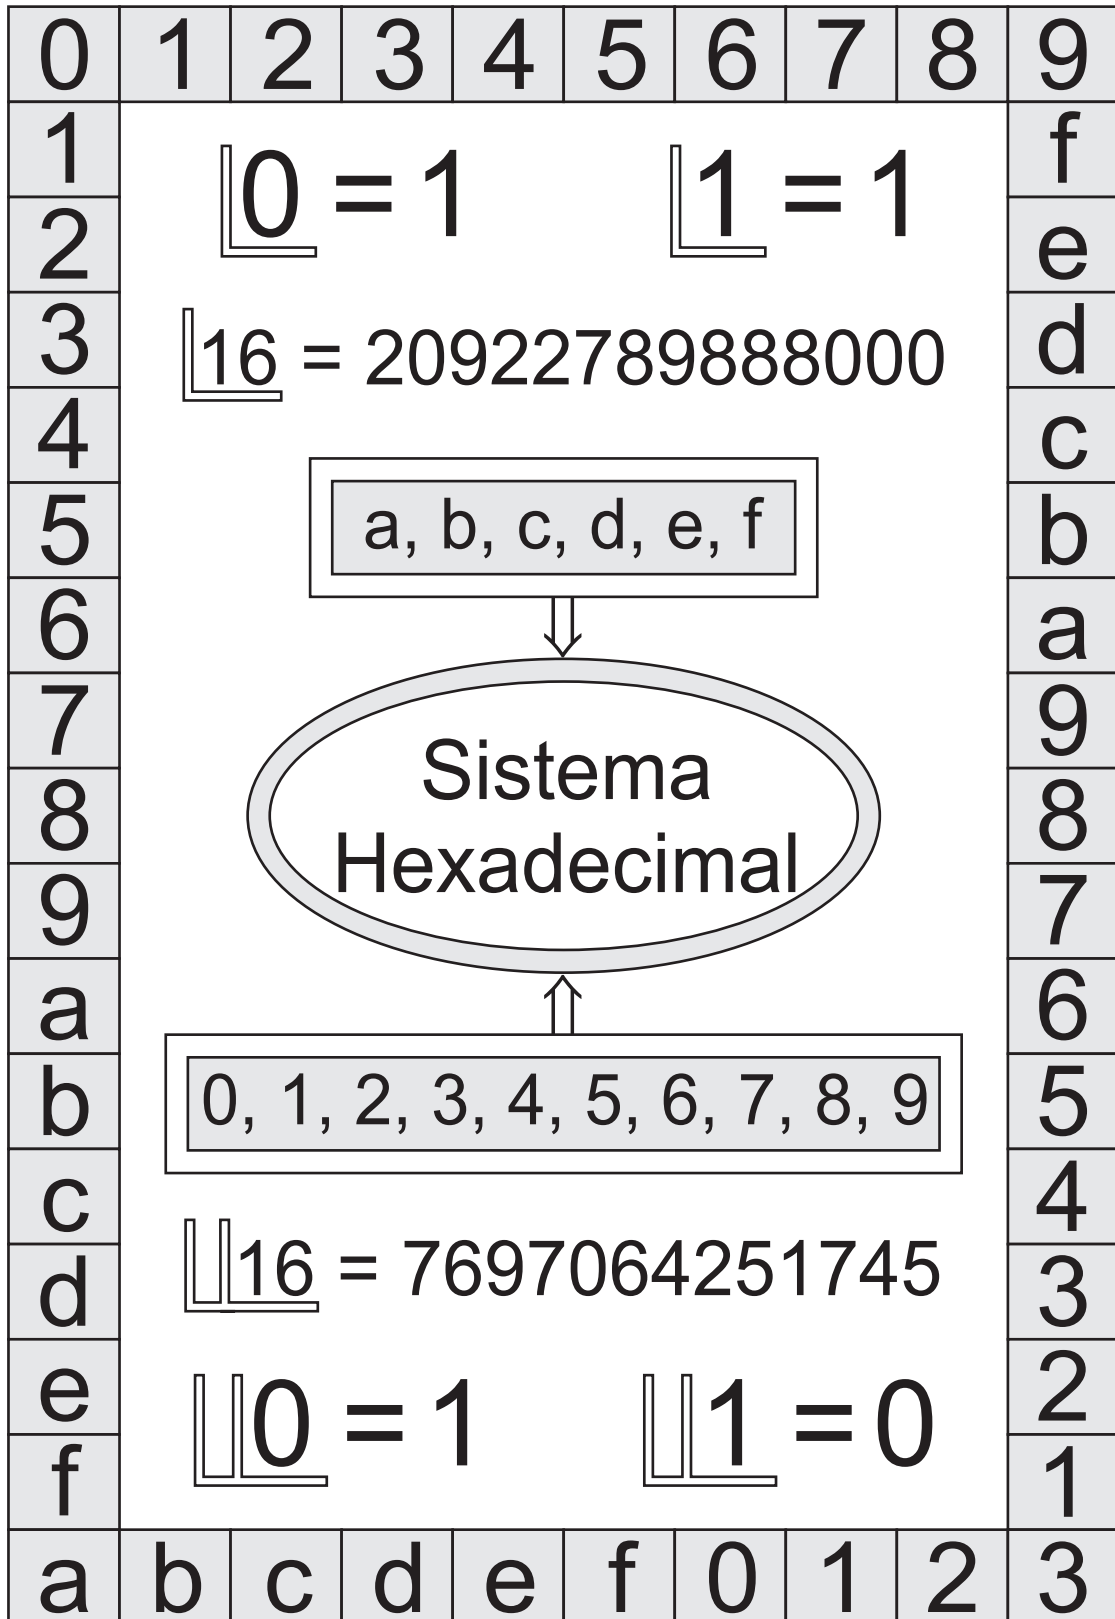 0 1 2 3 4 5 6 7 8 9
1 f
2 e
3 d
4 c
5 b
6 a
7 9
8 8
9 7
a 6
b 5
c 4
d 3
e 2
f 1
a b c d e f 0 1 2 3
0 = 1 1 = 1
16 = 20922789888000
a, b, c, d, e, f
Sistema
Hexadecimal
0, 1, 2, 3, 4, 5, 6, 7, 8, 9
16 = 7697064251745
0 = 1 1 = 0